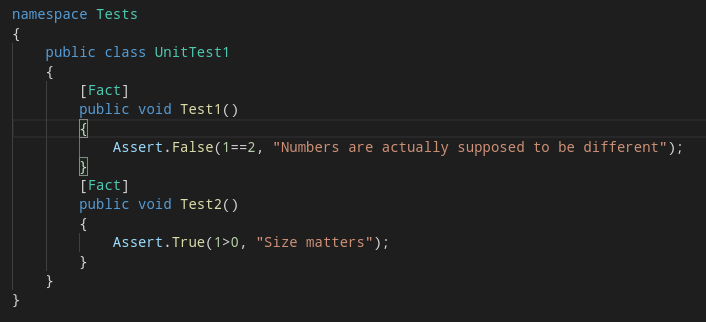 namespace Tests
{
    public class UnitTest1
    {
        [Fact]
        public void Test1()
        {
            Assert.False(1==2, "Numbers are actually supposed to be different");
        }
        [Fact]
        public void Test2()
        {
            Assert.True(1>0, "Size matters");
        }
    }
}